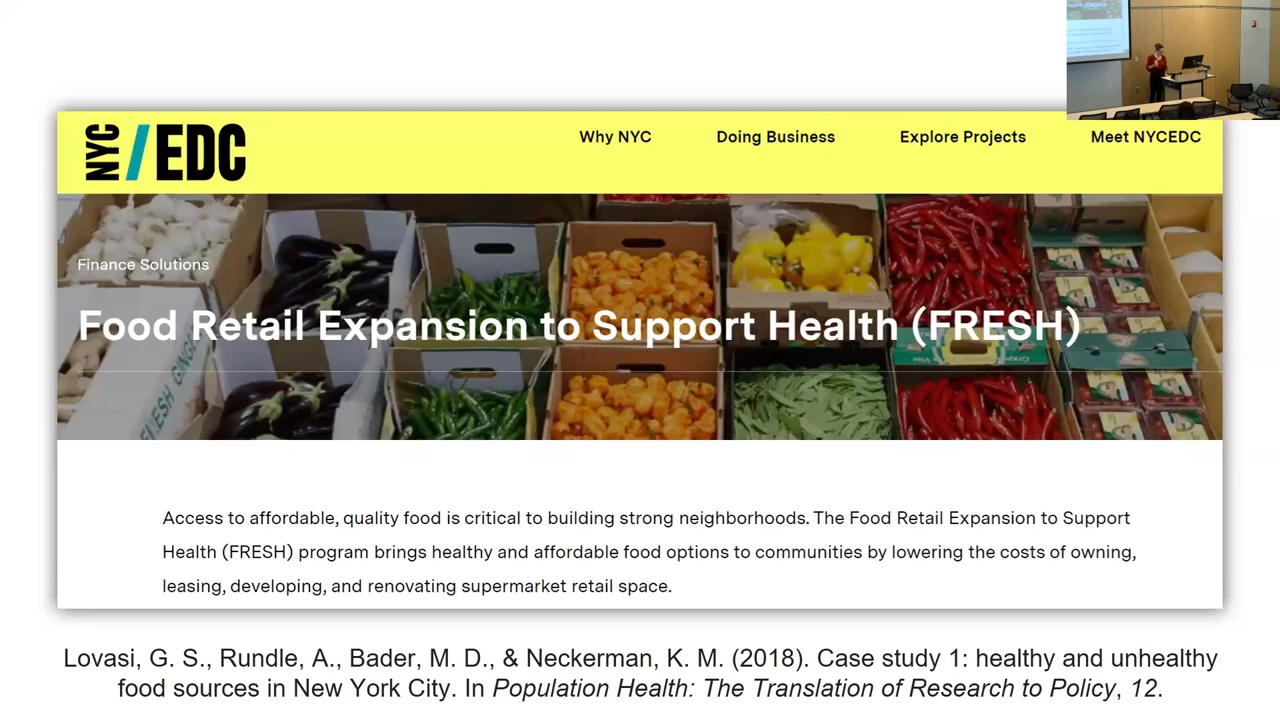 NYC / EDC
Why NYC
Doing Business
Explore Projects
Meet NYCEDC
Finance Solutions
Food Retail Expansion to Support Health (FRESH)
Access to affordable, quality food is critical to building strong neighborhoods. The Food Retail Expansion to Support
Health (FRESH) program brings healthy and affordable food options to communities by lowering the costs of owning,
leasing, developing, and renovating supermarket retail space.
Lovasi, G. S., Rundle, A., Bader, M. D., & Neckerman, K. M. (2018). Case study 1: healthy and unhealthy
food sources in New York City. In Population Health: The Translation of Research to Policy, 12.